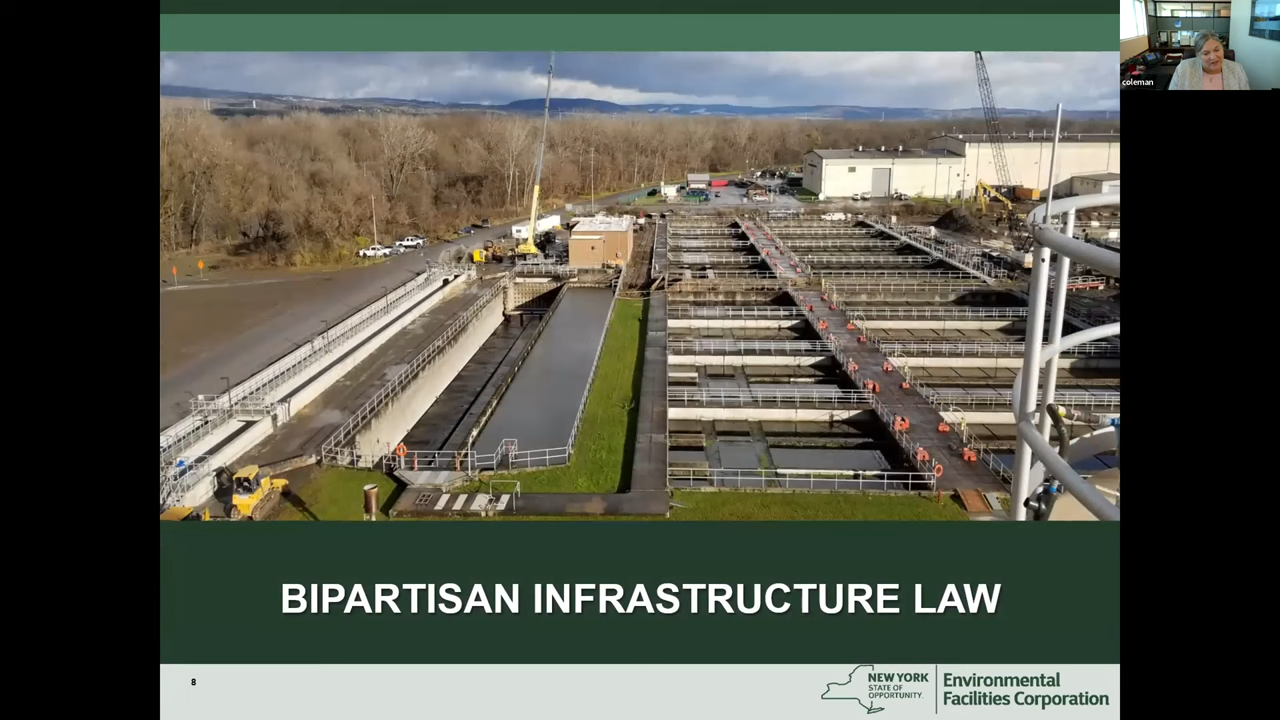 coleman
BIPARTISAN INFRASTRUCTURE LAW
8
NEW YORK
STATE OF
OPPORTUNITY.
Environmental
Facilities Corporation